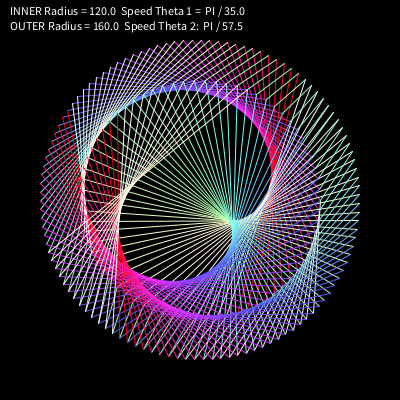 INNER Radius = 120.0  Speed Theta 1 =  PI / 35.0
OUTER Radius = 160.0  Speed Theta 2:  PI / 57.5